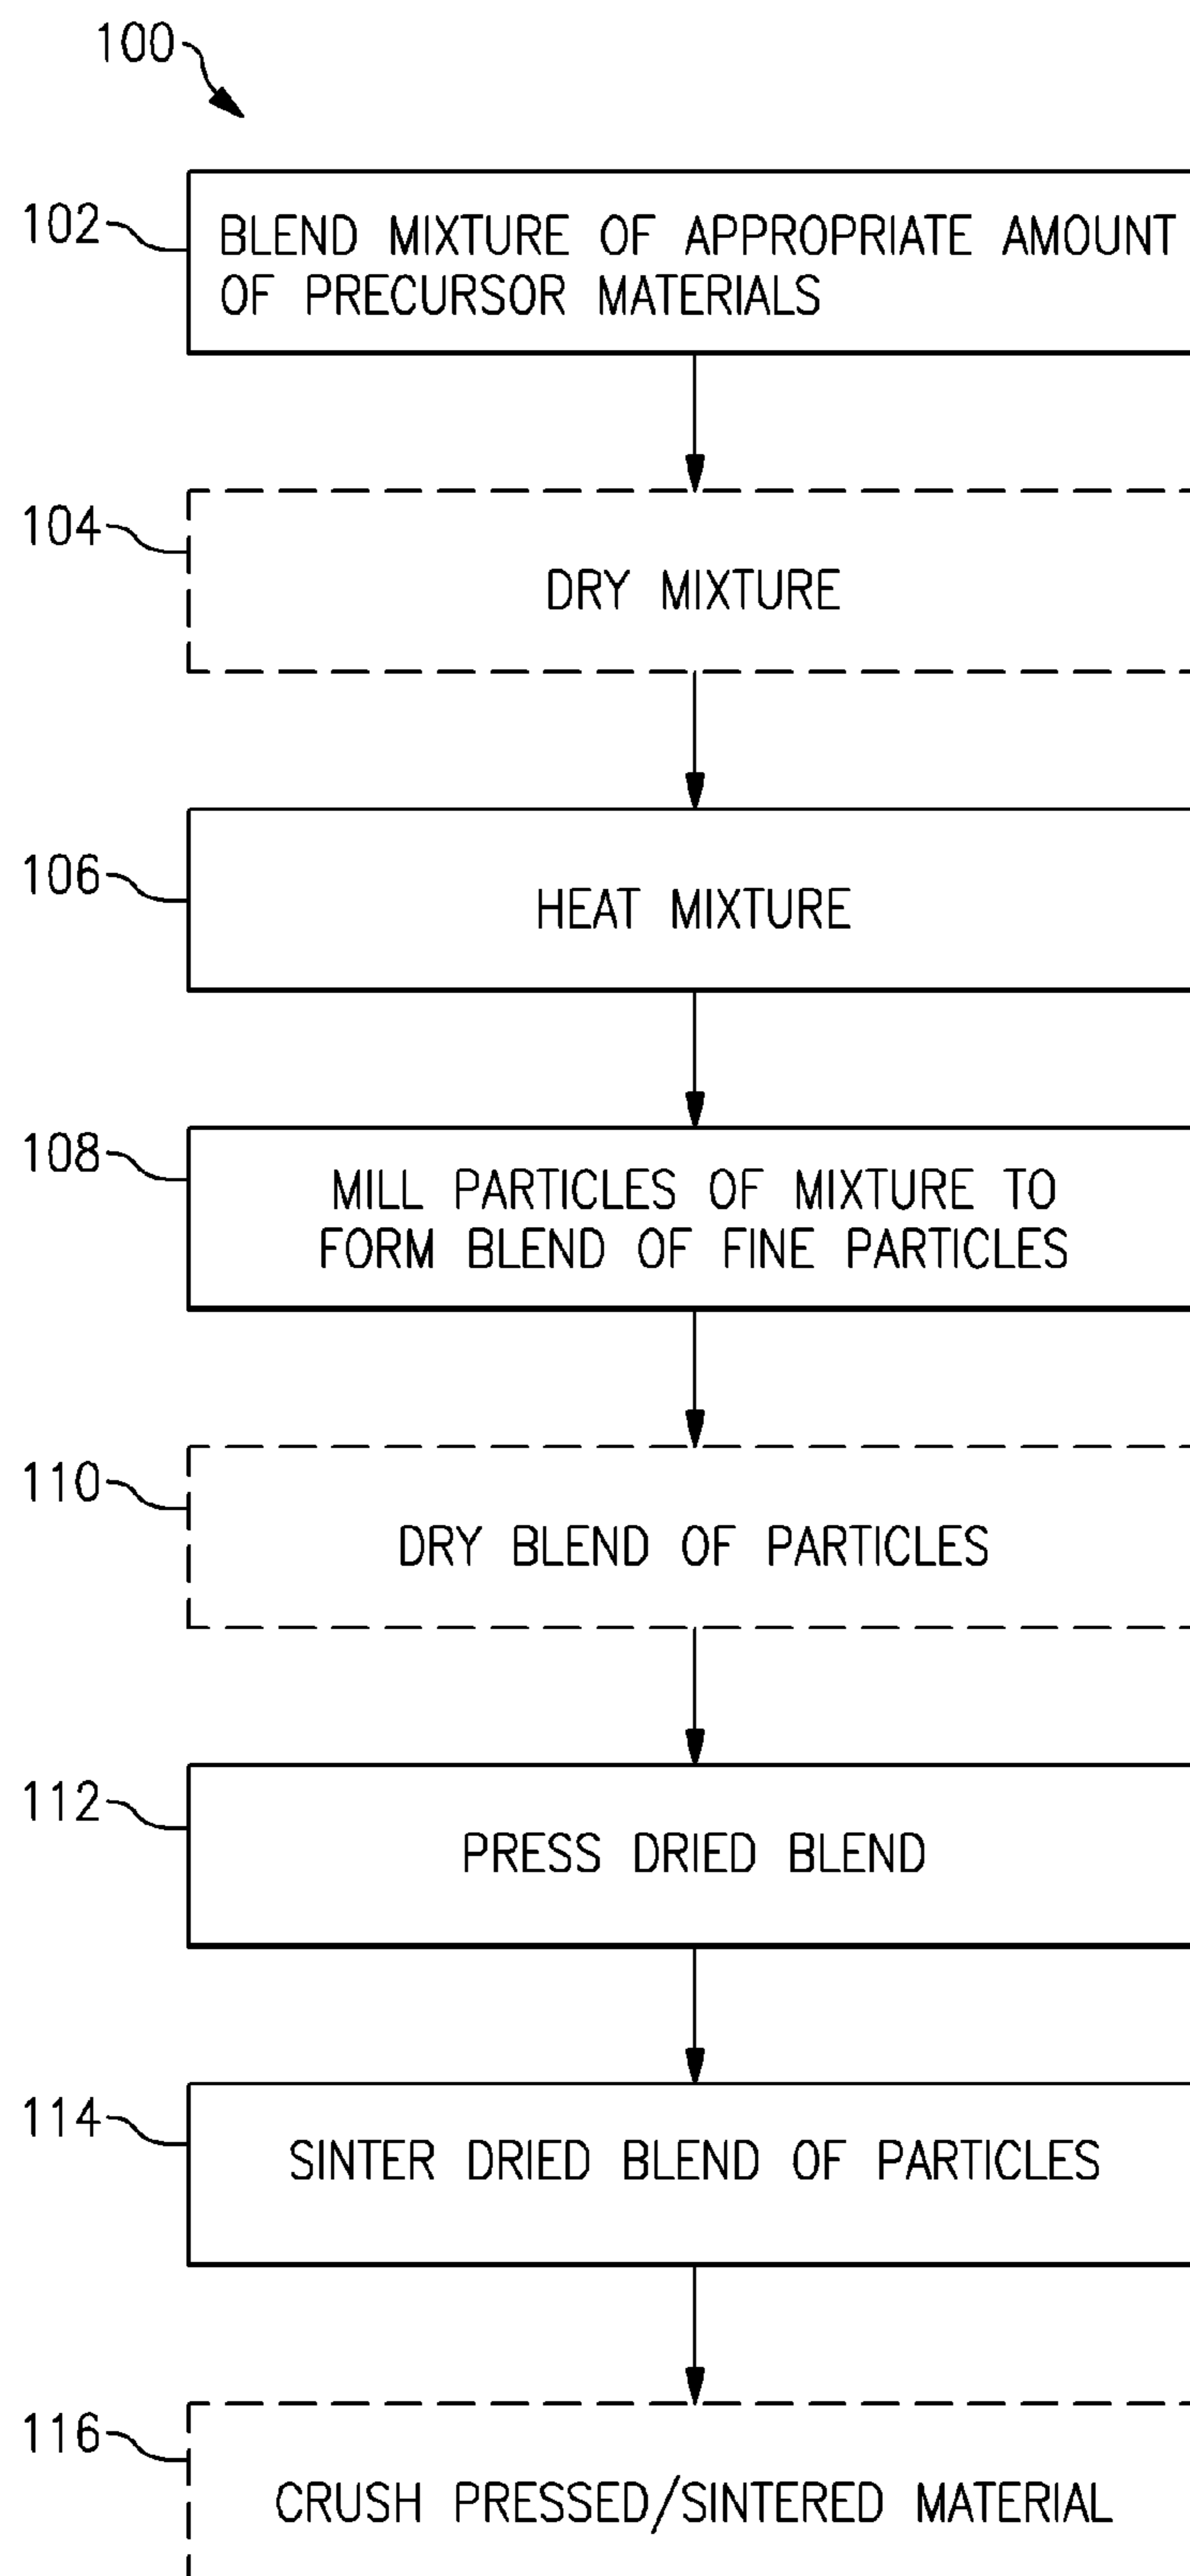 100
102
BLEND MIXTURE OF APPROPRIATE AMOUNT
OF PRECURSOR MATERIALS
104
DRY MIXTURE
106
HEAT MIXTURE
108
MILL PARTICLES OF MIXTURE TO
FORM BLEND OF FINE PARTICLES
110
DRY BLEND OF PARTICLES
112
PRESS DRIED BLEND
114
SINTER DRIED BLEND OF PARTICLES
116
CRUSH PRESSED/SINTERED MATERIAL